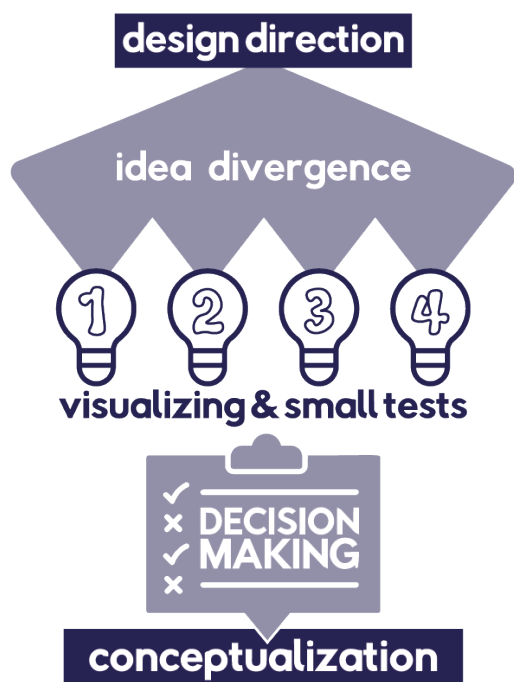 design direction
idea divergence
1 2 3 4
visualizing & small tests
DECISION
MAKING
conceptualization